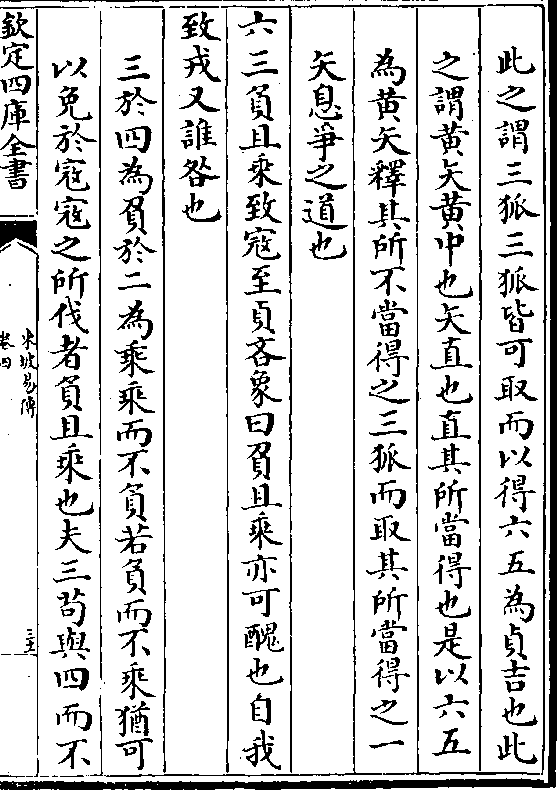 此之謂三狐三狐皆可取而以得六五為貞吉也此
之謂黄矢黄中也矢直也直其所當得也是以六五
為黄矢釋其所不當得之三狐而取其所當得之一
矢息爭之道也
六三負且乘致寇至貞吝象曰負且乘亦可醜也自我
致戎又誰咎也
三於四為負於二為乘乘而不負若負而不乘猶可
以免於寇寇之所伐者負且乘也夫三苟與四而不
欽定四庫全書
東坡易傳
卷四